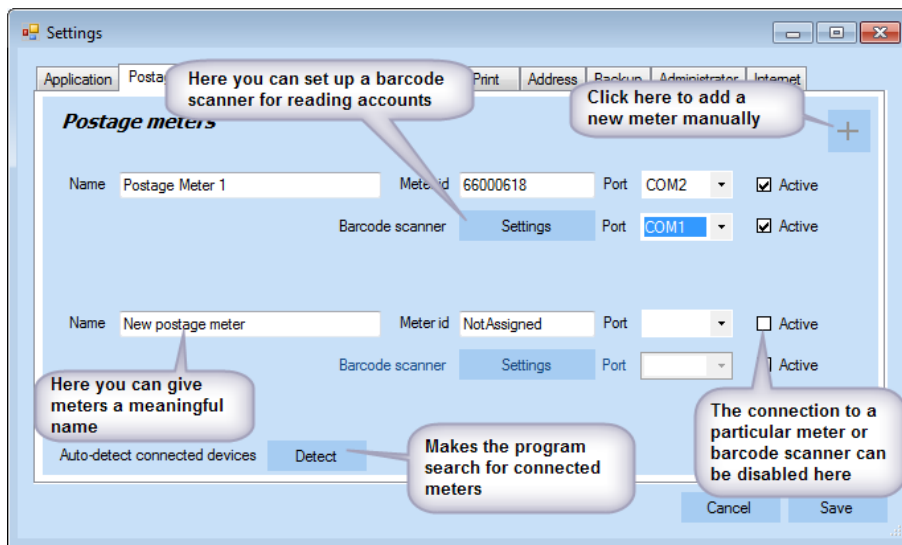 Settings
Application Print Address Backup Administrator Internet
Here you can set up a barcode
scanner for reading accounts
Click here to add a
new meter manually
Postage meters
Name Postage Meter 1 Meter id 66000618 Port COM2 Active
Barcode scanner Settings Port COM1 Active
Name New postage meter Meter id NotAssigned Port Active
Barcode scanner Settings Port Active
Here you can give
meters a meaningful
name
The connection to a
particular meter or
barcode scanner can
be disabled here
Makes the program
search for connected
meters
Auto-detect connected devices Detect
Cancel Save